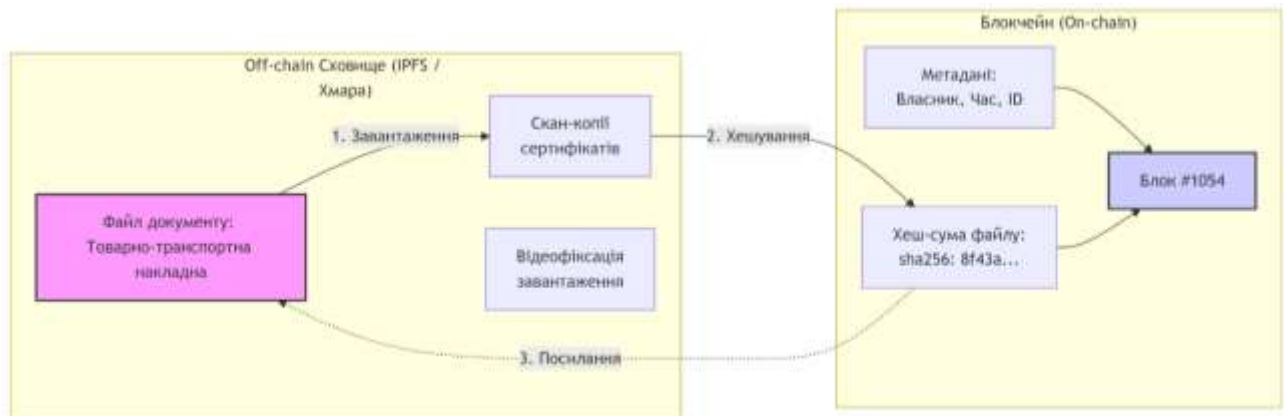 Off-chain Сховище (IPFS /
Хмара)
Файл документу:
Товарно-транспортна
накладна
1. Завантаження
Скан-копії
сертифікатів
Відеофіксація
завантаження
2. Хешування
3. Посилання
Блокчейн (On-chain)
Метадані:
Власник, Час, ID
Хеш-сума файлу:
sha256: 8f43a...
Блок #1054